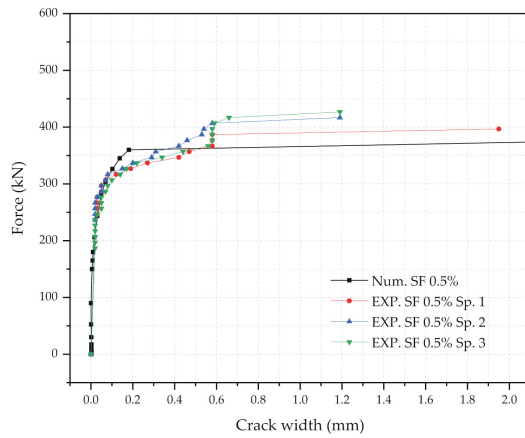 600
500
400
300
200
100
0
Force (kN)
Num. SF 0.5%
EXP. SF 0.5% Sp. 1
EXP. SF 0.5% Sp. 2
EXP. SF 0.5% Sp. 3
0.0 0.2 0.4 0.6 0.8 1.0 1.2 1.4 1.6 1.8 2.0
Crack width (mm)